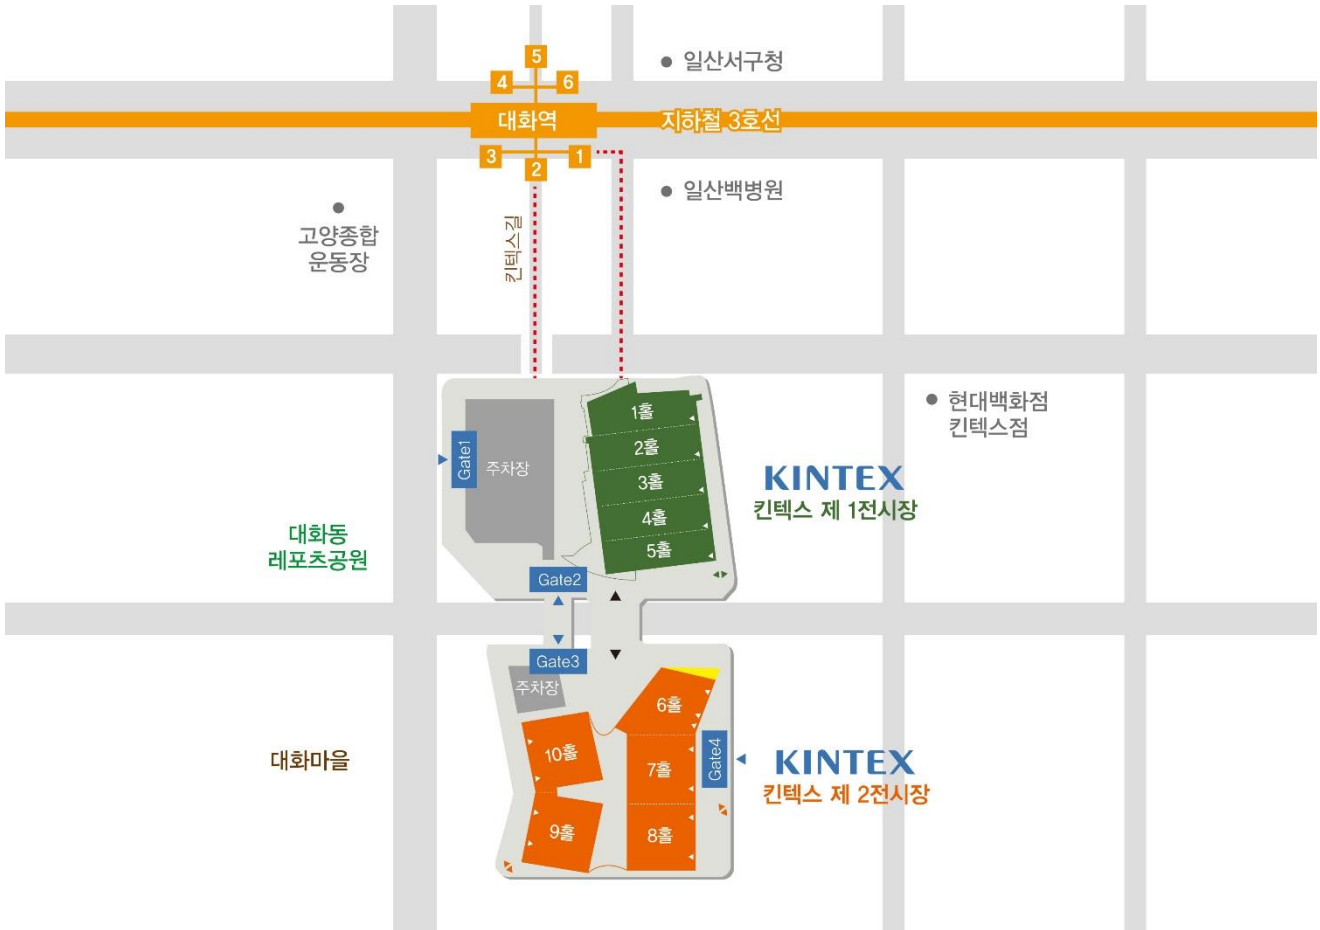 5
일산서구청
4
6
대화역
지하철 3호선
3
1
2
일산백병원
고양종합
운동장
킨텍스길
1홀
현대백화점
킨텍스점
2홀
Gate1
주차장
3홀
KINTEX
킨텍스 제 1전시장
4홀
대화동
레포츠공원
5홀
Gate2
Gate3
주차장
6홀
10홀
7홀
Gate4
대화마을
KINTEX
킨텍스 제 2전시장
9홀
8홀